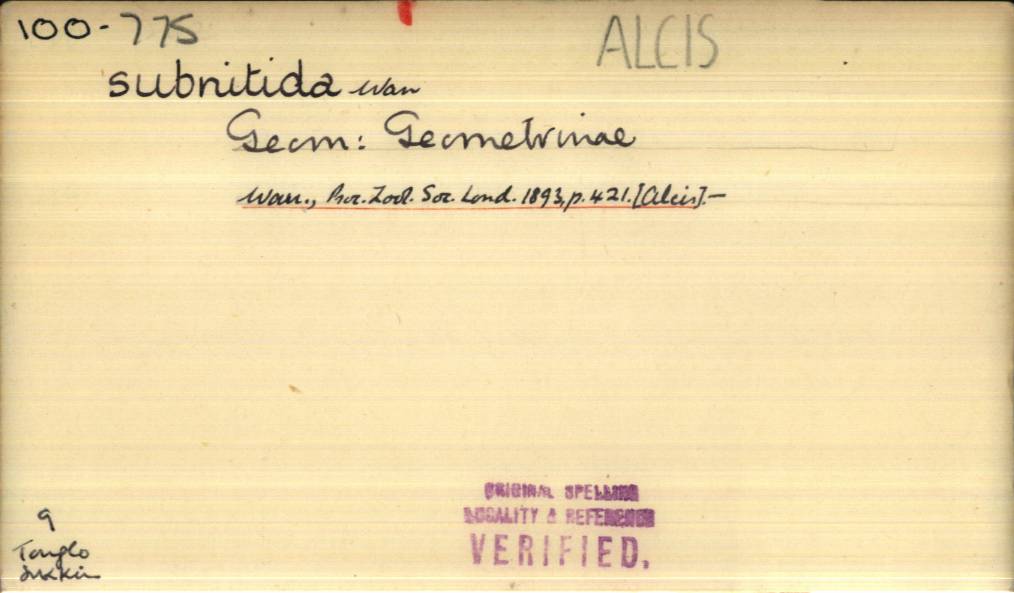 100-775
ALCIS
subnitida Warr
Geom: Geometrinae
Warr., Proc. Zool. Soc. Lond. 1893, p. 421. [Alcis].—
ORIGINAL SPELLING
LOCALITY & REFERENCE
VERIFIED.
9
Tonglo
Sikkim